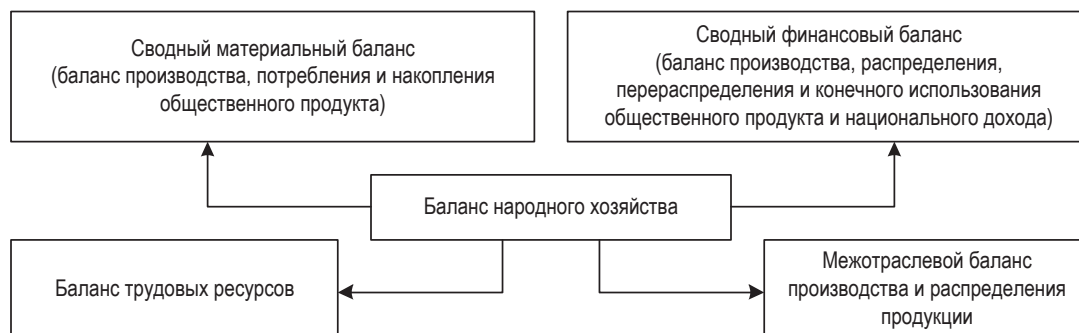 Сводный материальный баланс
(баланс производства, потребления и накопления
общественного продукта)
Сводный финансовый баланс
(баланс производства, распределения,
перераспределения и конечного использования
общественного продукта и национального дохода)
Баланс народного хозяйства
Баланс трудовых ресурсов
Межотраслевой баланс
производства и распределения
продукции